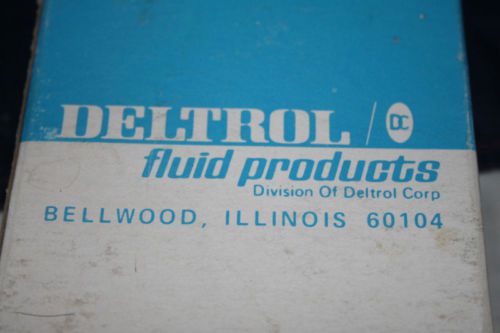 DELTROL / DC
fluid products
Division Of Deltrol Corp
BELLWOOD, ILLINOIS 60104